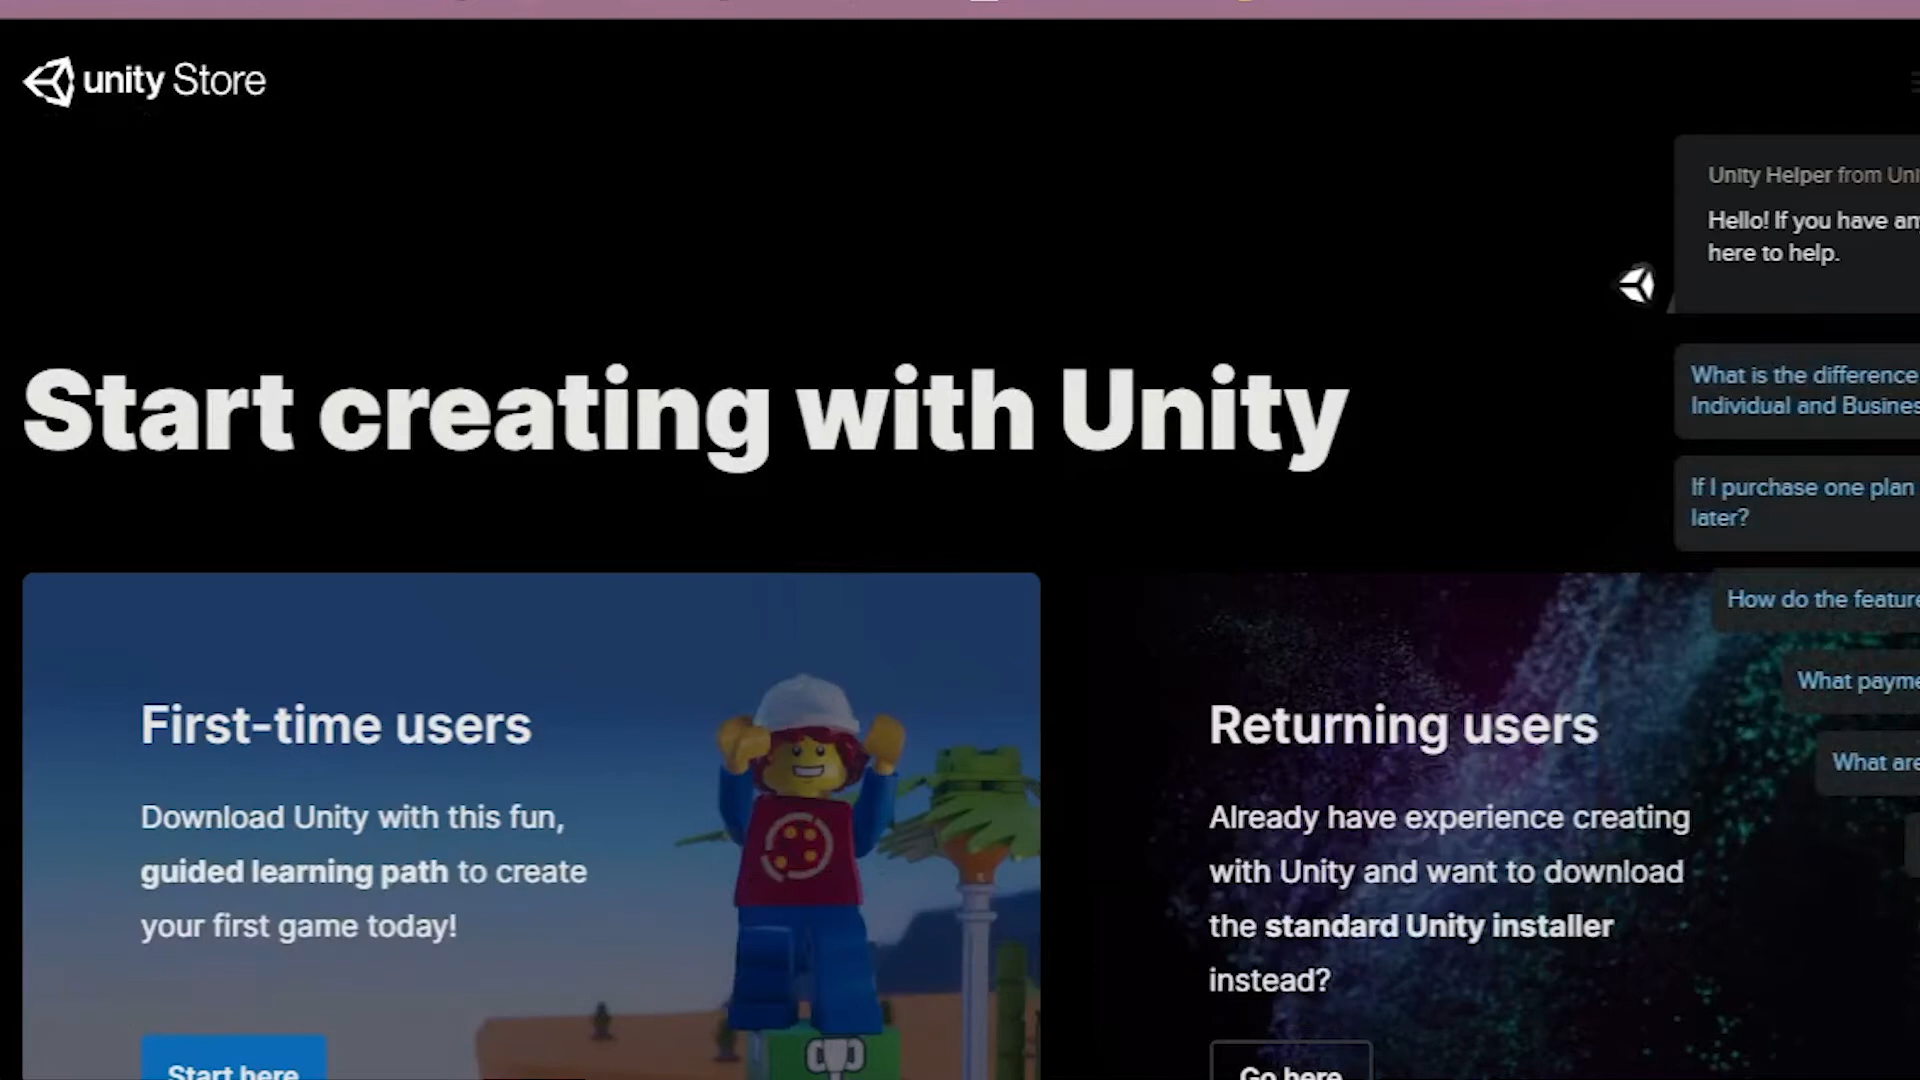 unity Store
Unity Helper from
Hello! If you have
here to help.
Start creating with Unity
What is the difference
Individual and
If I purchase one plan
later?
How do the
What
What are
First-time users
Download Unity with this fun,
guided learning path to create
your first game today!
Start here
Returning users
Already have experience creating
with Unity and want to download
the standard Unity installer
instead?
Go here